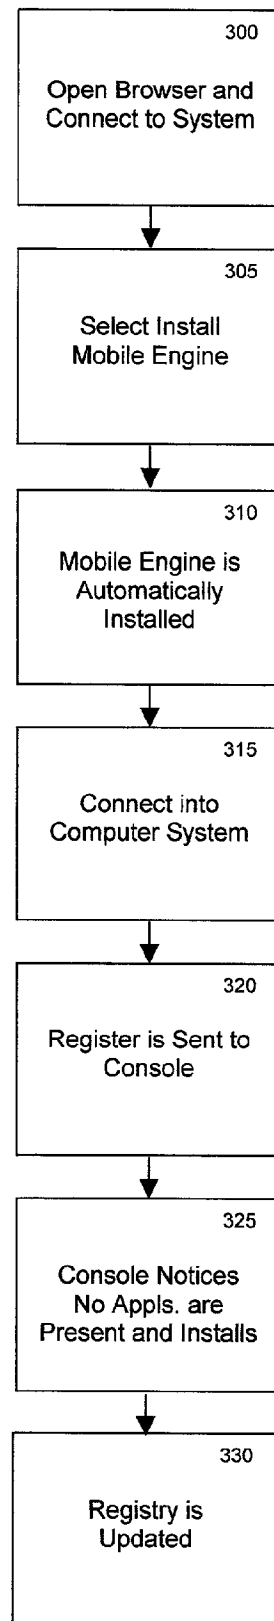 300
Open Browser and
Connect to System
305
Select Install
Mobile Engine
310
Mobile Engine is
Automatically
Installed
315
Connect into
Computer System
320
Register is Sent to
Console
325
Console Notices
No Appls. are
Present and Installs
330
Registry is
Updated